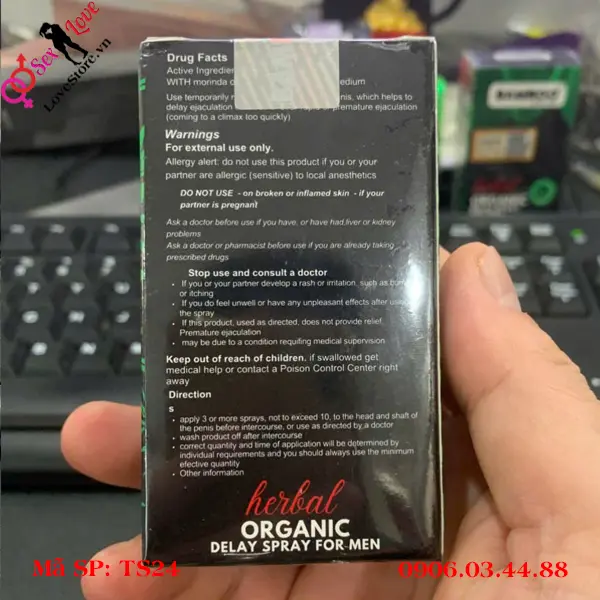 Sex Love
LoveStore.vn
Drug Facts
Active Ingredien
WITH morinda edium
Use temporarily nis, which helps to
delay ejaculation premature ejaculation
(coming to a climax too quickly)
Warnings
For external use only.
Allergy alert: do not use this product if you or your
partner are allergic (sensitive) to local anesthetics
DO NOT USE - on broken or inflamed skin - if your
partner is pregnant
Ask a doctor before use if you have, or have had,liver or kidney
problems
Ask a doctor or pharmacist before use if you are already taking
prescribed drugs
Stop use and consult a doctor
• If you or your partner develop a rash or irritation, such as
or itching
• If you do feel unwell or have any unpleasant effects after
the spray
• If this product, used as directed, does not provide relief.
Premature ejaculation
• may be due to a condition requifing medical supervision
Keep out of reach of children. if swallowed get
medical help or contact a Poison Control Center right
away
Direction
s
• apply 3 or more sprays, not to exceed 10, to the head and shaft of
the penis before intercourse, or use as directed by a doctor
• wash product off after intercourse
• correct quantity and time of application will be determined by
individual requirements and you should always use the minimum
efective quantity
• Other information
herbal
ORGANIC
DELAY SPRAY FOR MEN
ORGANIC
Mã SP: TS24
0906.03.44.88